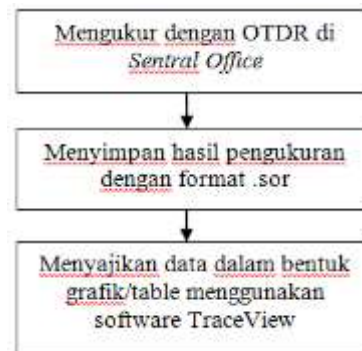 Mengukur dengan OTDR di
Sentral Office
Menyimpan hasil pengukuran
dengan format .sor
Menyajikan data dalam bentuk
grafik/table menggunakan
software TraceView